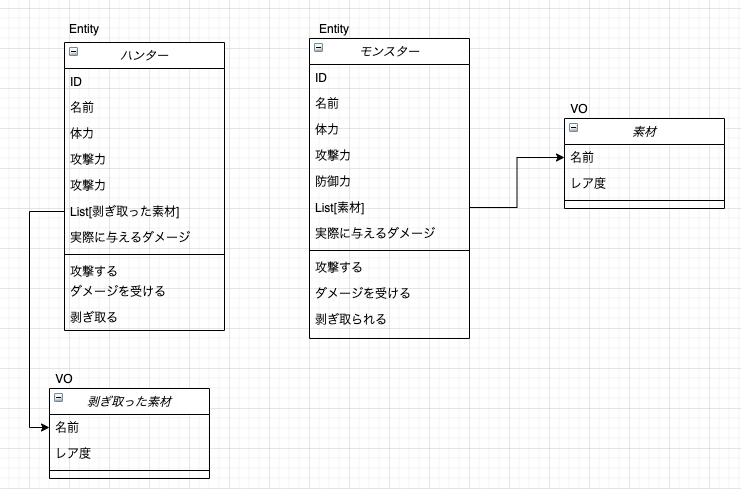 Entity
ハンター
ID
名前
体力
攻撃力
攻撃力
List[剥ぎ取った素材]
実際に与えるダメージ
攻撃する
ダメージを受ける
剥ぎ取る
Entity
モンスター
ID
名前
体力
攻撃力
防御力
List[素材]
実際に与えるダメージ
攻撃する
ダメージを受ける
剥ぎ取られる
VO
素材
名前
レア度
VO
剥ぎ取った素材
名前
レア度